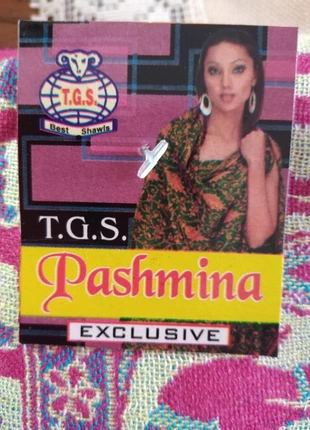 T.G.S.
Best Shawls
T.G.S.
Pashmina
EXCLUSIVE